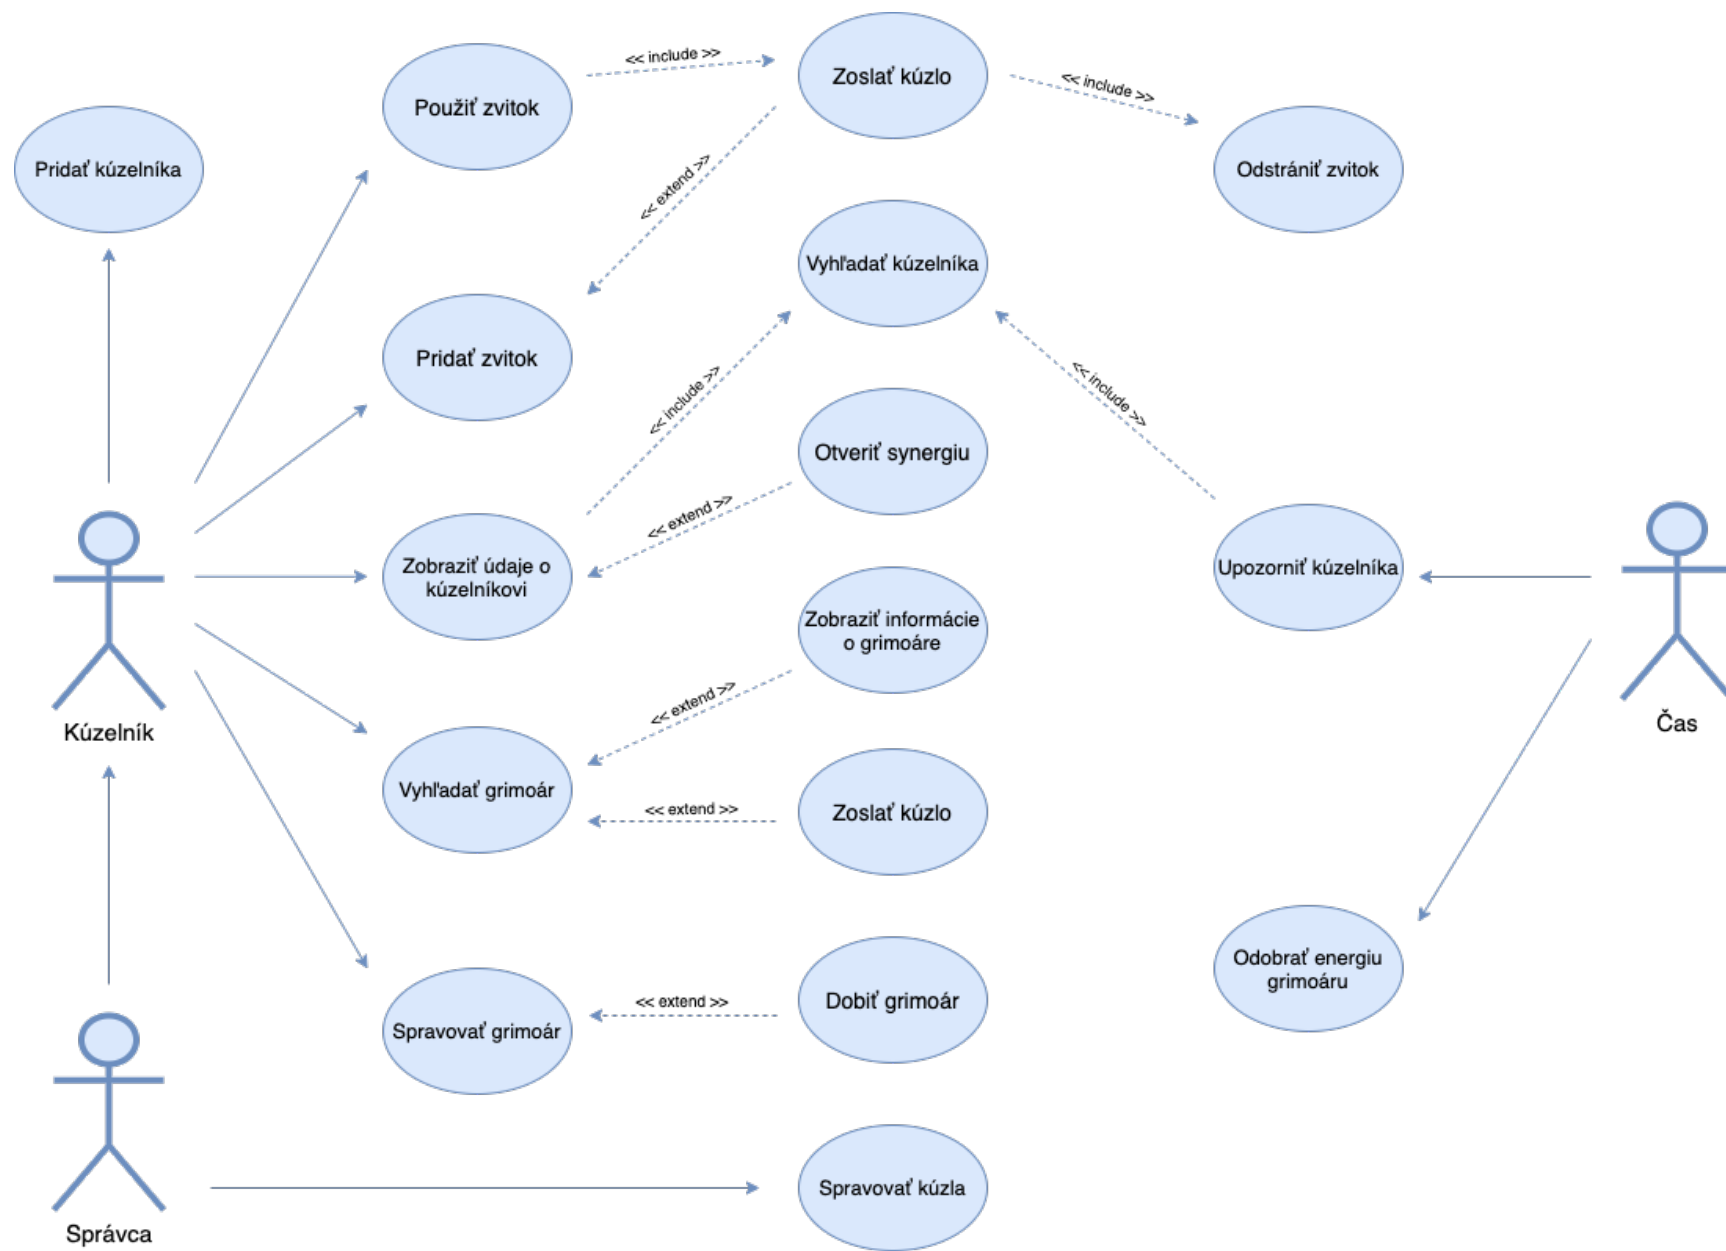 << include >>
Zoslať kúzlo
<< include >>
Použiť zvitok
Pridať kúzelníka
Odstrániť zvitok
<< extend >>
Vyhľadať kúzelníka
Pridať zvitok
<< include >>
<< include >>
Otveriť synergiu
<< extend >>
Zobraziť údaje o
kúzelníkovi
Upozorniť kúzelníka
Zobraziť informácie
o grimoáre
<< extend >>
Kúzelník
Čas
Vyhľadať grimoár
<< extend >>
Zoslať kúzlo
Odobrať energiu
grimoáru
<< extend >>
Dobiť grimoár
Spravovať grimoár
Spravovať kúzla
Správca